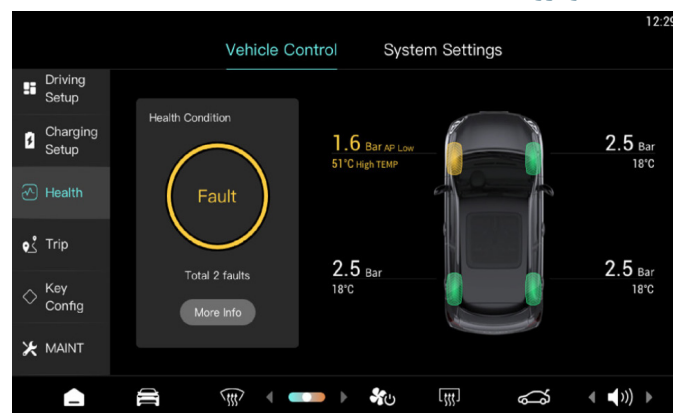 12:29
Vehicle Control System Settings
Driving
Setup
Charging
Setup
Health
Trip
Key
Config
MAINT
Health Condition
Fault
Total 2 faults
More Info
1.6 Bar AP Low
51°C High TEMP
2.5 Bar
18°C
2.5 Bar
18°C
2.5 Bar
18°C